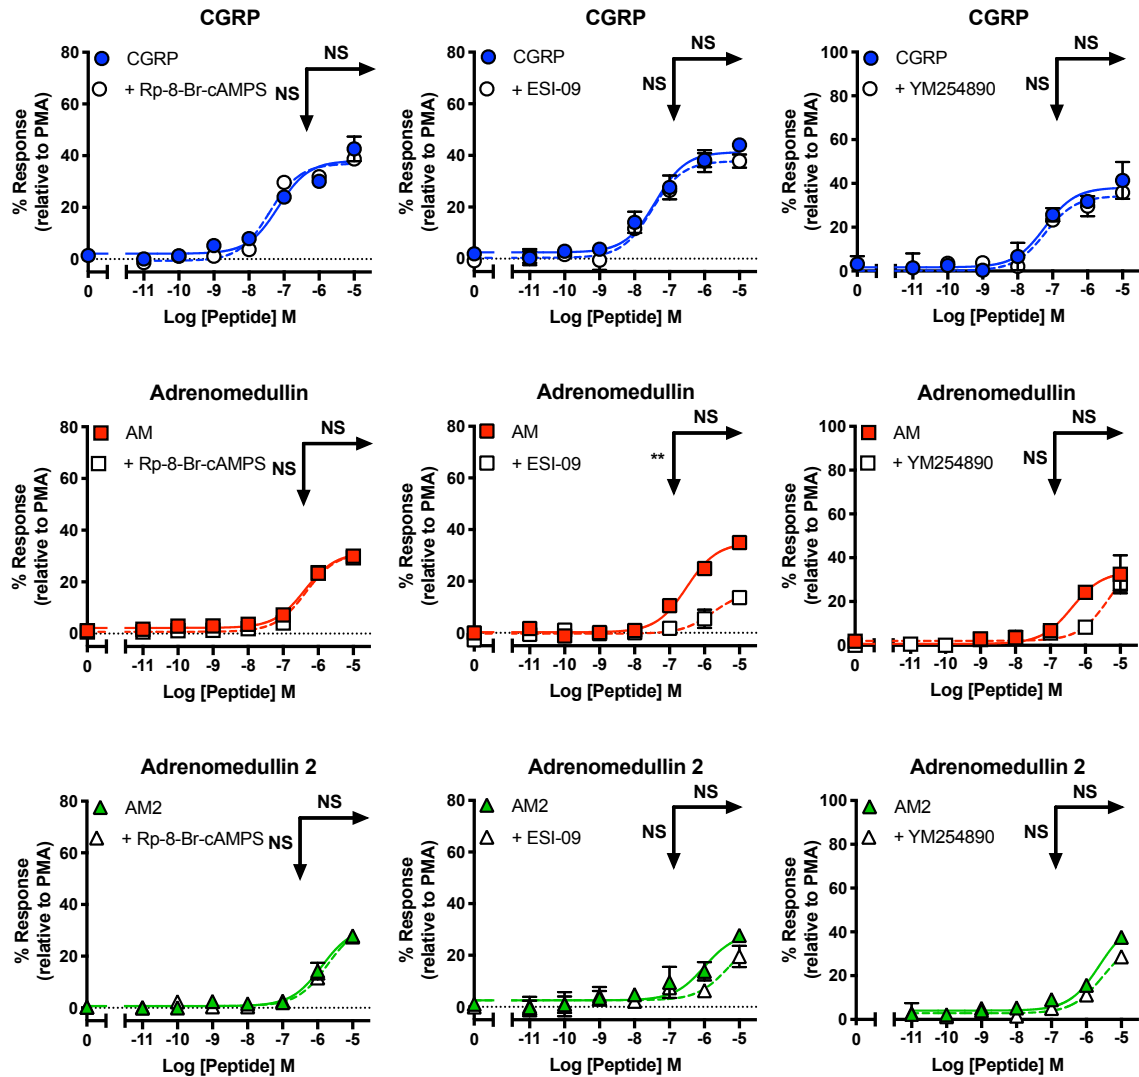 CGRP
% Response
(relative to PMA)
80
60
40
20
0
CGRP
+ Rp-8-Br-cAMPS
NS
NS
0 -11 -10 -9 -8 -7 -6 -5
Log [Peptide] M
CGRP
% Response
(relative to PMA)
80
60
40
20
0
CGRP
+ ESI-09
NS
NS
0 -11 -10 -9 -8 -7 -6 -5
Log [Peptide] M
CGRP
% Response
(relative to PMA)
100
80
60
40
20
0
CGRP
+ YM254890
NS
NS
0 -11 -10 -9 -8 -7 -6 -5
Log [Peptide] M
Adrenomedullin
% Response
(relative to PMA)
80
60
40
20
0
AM
+ Rp-8-Br-cAMPS
NS
NS
0 -11 -10 -9 -8 -7 -6 -5
Log [Peptide] M
Adrenomedullin
% Response
(relative to PMA)
80
60
40
20
0
AM
+ ESI-09
NS
**
0 -11 -10 -9 -8 -7 -6 -5
Log [Peptide] M
Adrenomedullin
% Response
(relative to PMA)
100
80
60
40
20
0
AM
+ YM254890
NS
NS
0 -11 -10 -9 -8 -7 -6 -5
Log [Peptide] M
Adrenomedullin 2
% Response
(relative to PMA)
80
60
40
20
0
AM2
+ Rp-8-Br-cAMPS
NS
NS
0 -11 -10 -9 -8 -7 -6 -5
Log [Peptide] M
Adrenomedullin 2
% Response
(relative to PMA)
80
60
40
20
0
AM2
+ ESI-09
NS
NS
0 -11 -10 -9 -8 -7 -6 -5
Log [Peptide] M
Adrenomedullin 2
% Response
(relative to PMA)
100
80
60
40
20
0
AM2
+ YM254890
NS
NS
0 -11 -10 -9 -8 -7 -6 -5
Log [Peptide] M